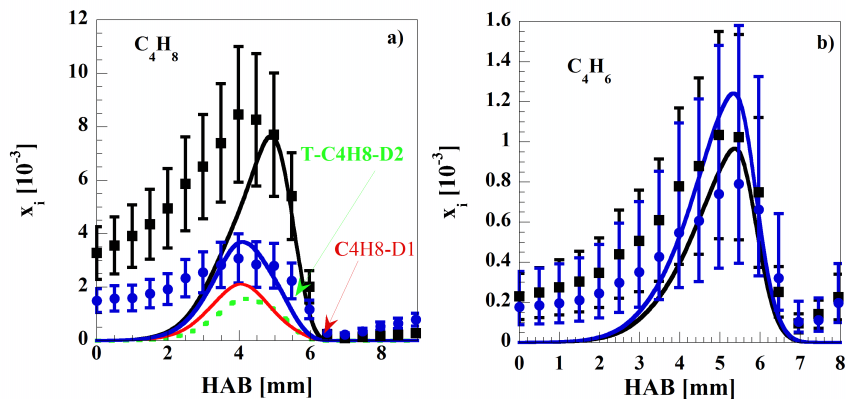 C4H8
a)
12
10
8
6
4
2
0
xi [10-3]
T-C4H8-D2
C4H8-D1
0 2 4 6 8
HAB [mm]
C4H6
b)
1.6
1.4
1.2
1
0.8
0.6
0.4
0.2
0
xi [10-3]
0 1 2 3 4 5 6 7 8
HAB [mm]